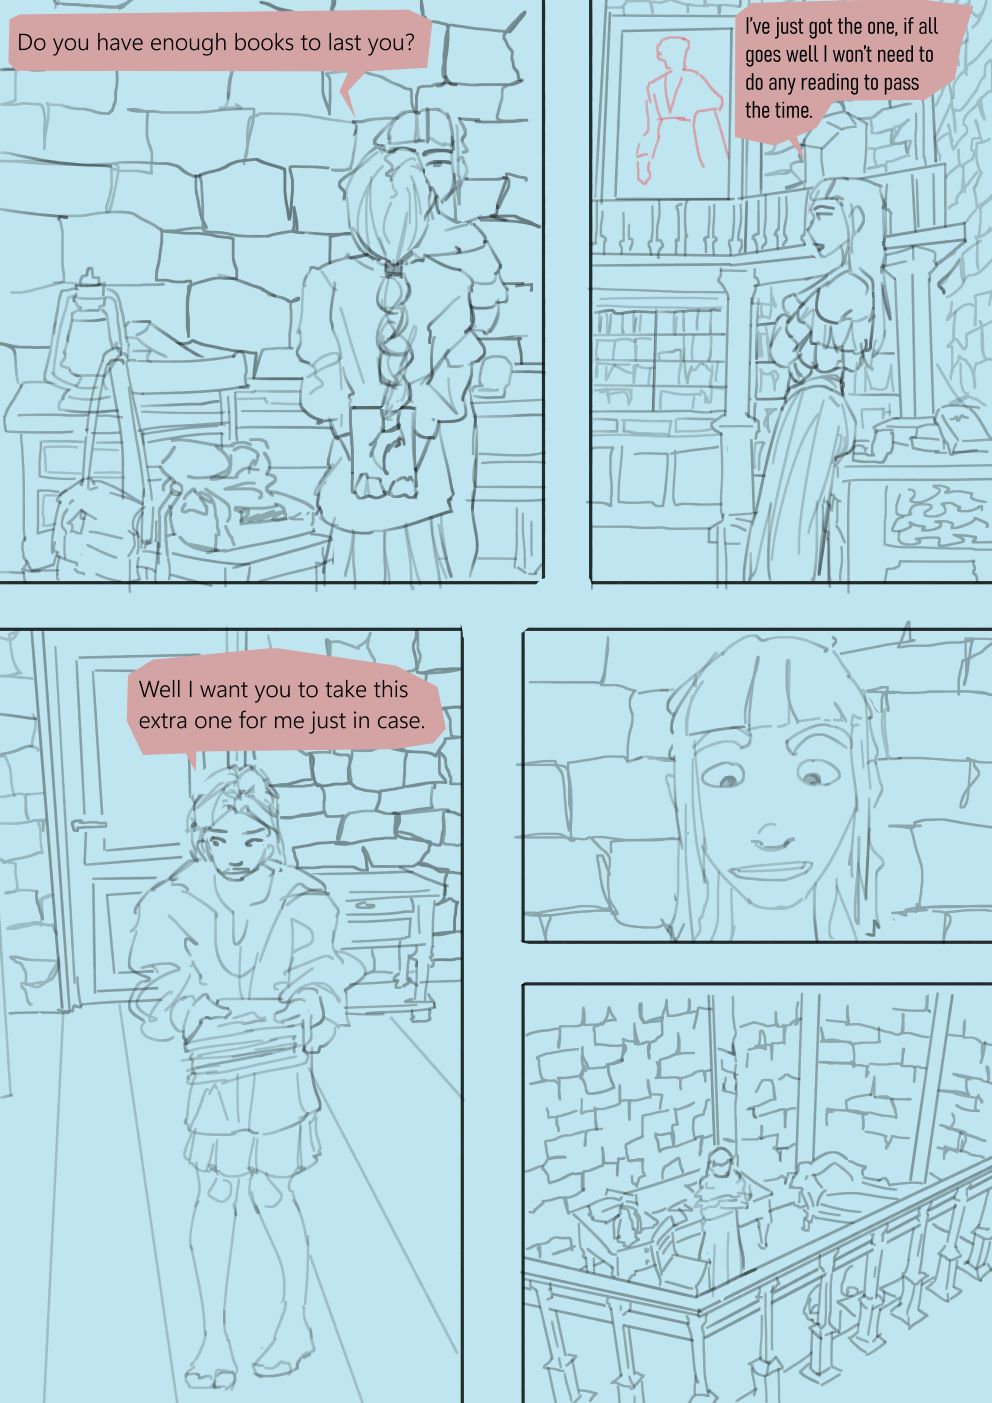 Do you have enough books to last you?
I've just got the one, if all
goes well I won't need to
do any reading to pass
the time.
Well I want you to take this
extra one for me just in case.